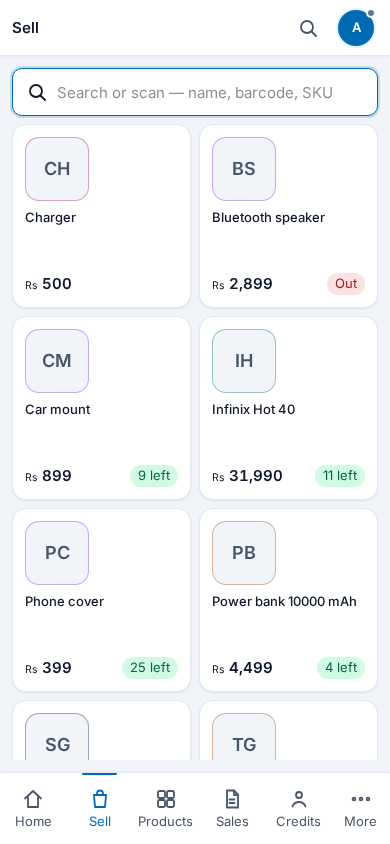 Sell
A
Search or scan — name, barcode, SKU
CH
Charger
Rs 500
BS
Bluetooth speaker
Rs 2,899
Out
CM
Car mount
Rs 899
9 left
IH
Infinix Hot 40
Rs 31,990
11 left
PC
Phone cover
Rs 399
25 left
PB
Power bank 10000 mAh
Rs 4,499
4 left
SG
TG
Home
Sell
Products
Sales
Credits
More